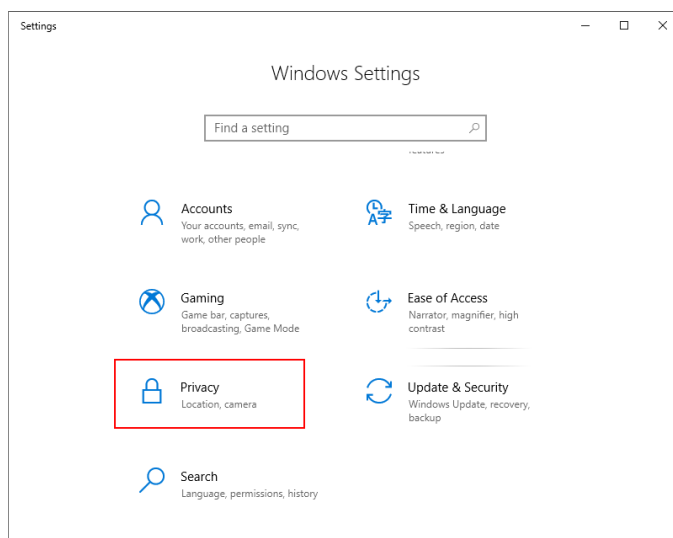 Settings
Windows Settings
Find a setting
features
Accounts
Your accounts, email, sync,
work, other people
Time & Language
Speech, region, date
Gaming
Game bar, captures,
broadcasting, Game Mode
Ease of Access
Narrator, magnifier, high
contrast
Privacy
Location, camera
Update & Security
Windows Update, recovery,
backup
Search
Language, permissions, history